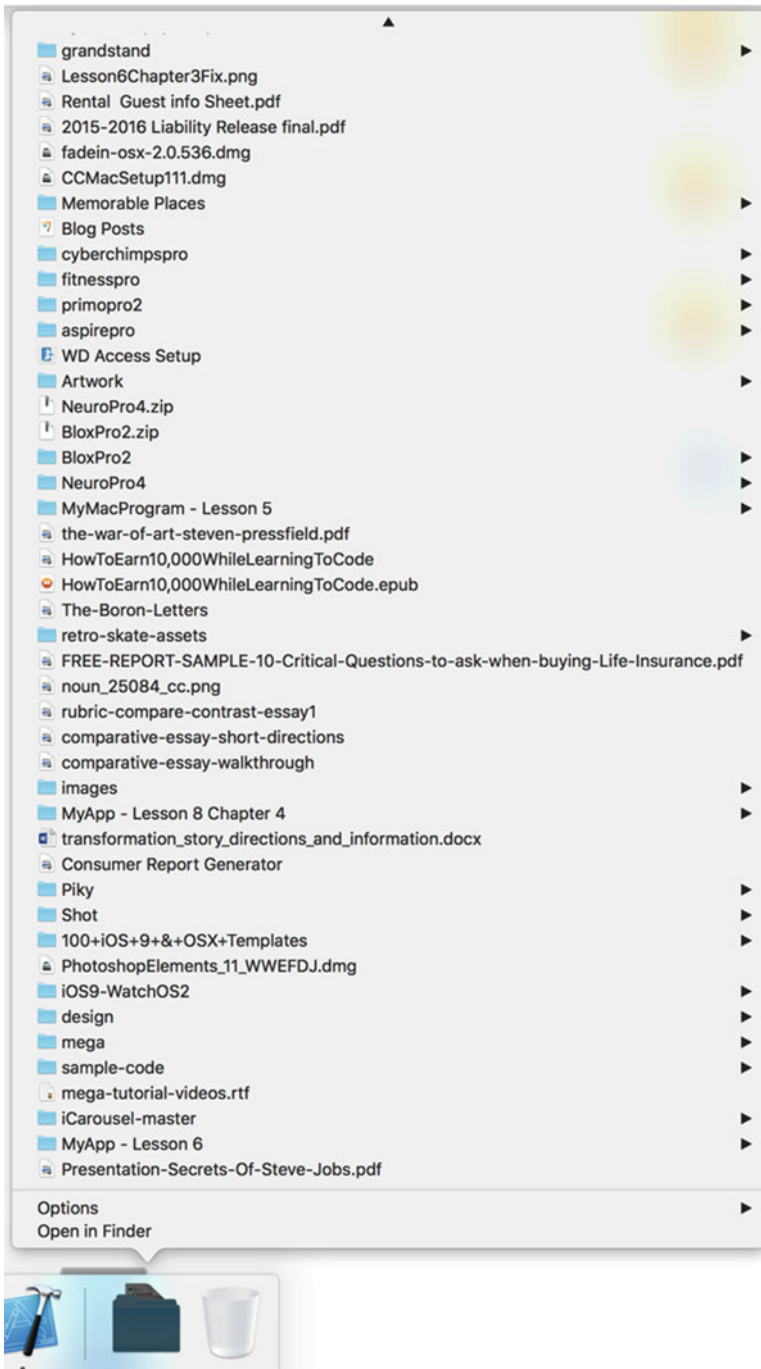 grandstand
Lesson6Chapter3Fix.png
Rental  Guest info Sheet.pdf
2015-2016 Liability Release final.pdf
fadein-osx-2.0.536.dmg
CCMacSetup111.dmg
Memorable Places
Blog Posts
cyberchimpspro
fitnesspro
primopro2
aspirepro
WD Access Setup
Artwork
NeuroPro4.zip
BloxPro2.zip
BloxPro2
NeuroPro4
MyMacProgram - Lesson 5
the-war-of-art-steven-pressfield.pdf
HowToEarn10,000WhileLearningToCode
HowToEarn10,000WhileLearningToCode.epub
The-Boron-Letters
retro-skate-assets
FREE-REPORT-SAMPLE-10-Critical-Questions-to-ask-when-buying-Life-Insurance.pdf
noun_25084_cc.png
rubric-compare-contrast-essay1
comparative-essay-short-directions
comparative-essay-walkthrough
images
MyApp - Lesson 8 Chapter 4
transformation_story_directions_and_information.docx
Consumer Report Generator
Piky
Shot
100+iOS+9+&+OSX+Templates
PhotoshopElements_11_WWEFDJ.dmg
iOS9-WatchOS2
design
mega
sample-code
mega-tutorial-videos.rtf
iCarousel-master
MyApp - Lesson 6
Presentation-Secrets-Of-Steve-Jobs.pdf
Options
Open in Finder